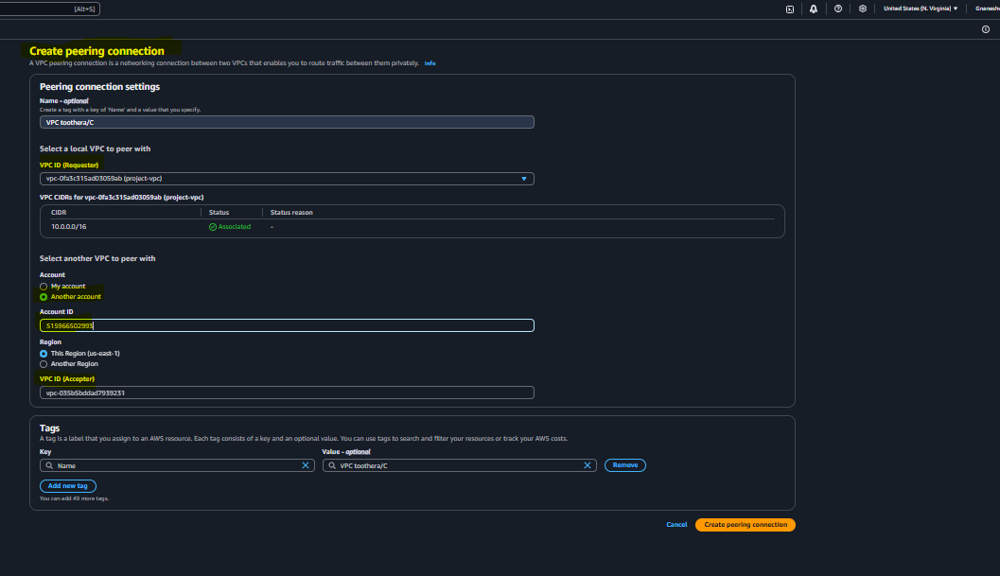 [Alt+S]
United States (N. Virginia) ▼
Gnanesh
Create peering connection
A VPC peering connection is a networking connection between two VPCs that enables you to route traffic between them privately. Info
Peering connection settings
Name - optional
Create a tag with a key of 'Name' and a value that you specify.
VPC toothera/C
Select a local VPC to peer with
VPC ID (Requester)
vpc-0fa3c315ad03059ab (project-vpc)
VPC CIDRs for vpc-0fa3c315ad03059ab (project-vpc)
CIDR Status Status reason
10.0.0.0/16 Associated -
Select another VPC to peer with
Account
My account
Another account
Account ID
515966502993
Region
This Region (us-east-1)
Another Region
VPC ID (Accepter)
vpc-035b5bddad7939231
Tags
A tag is a label that you assign to an AWS resource. Each tag consists of a key and an optional value. You can use tags to search and filter your resources or track your AWS costs.
Key Value - optional
Name VPC toothera/C Remove
Add new tag
You can add 49 more tags.
Cancel Create peering connection